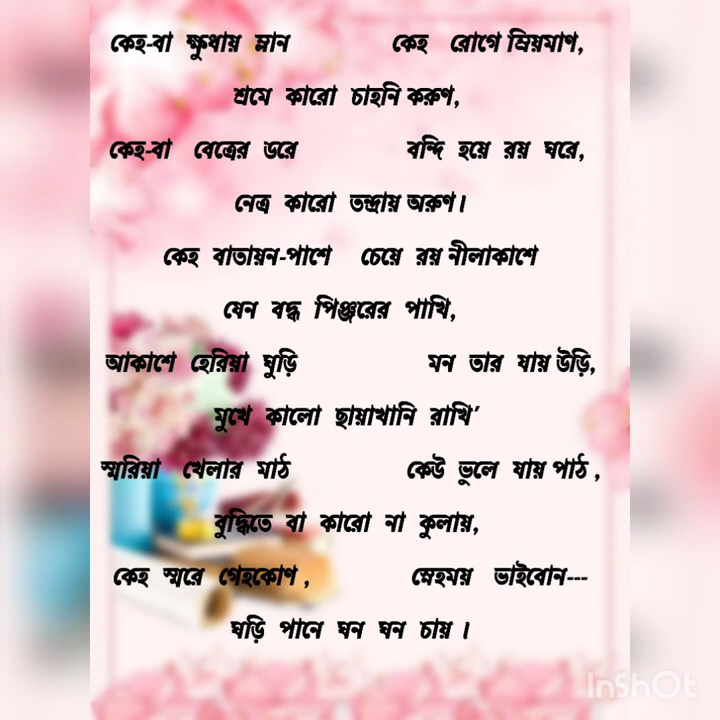 কেহ-বা ক্ষুধায় ম্লান কেহ রোগে ম্রিয়মাণ,
শ্রমে কারো চাহনি করুণ,
কেহ-বা বেত্রের ডরে বন্দি হয়ে রয় ঘরে,
নেত্র কারো তন্দ্রায় অরুণ।
কেহ বাতায়ন-পাশে চেয়ে রয় নীলাকাশে
যেন বদ্ধ পিঞ্জরের পাখি,
আকাশে হেরিয়া ঘুড়ি মন তার যায় উড়ি,
মুখে কালো ছায়াখানি রাখি’
স্মরিয়া খেলার মাঠ কেউ ভুলে যায় পাঠ ,
বুদ্ধিতে বা কারো না কুলায়,
কেহ স্মরে গেহকোণ , স্নেহময় ভাইবোন---
ঘড়ি পানে ঘন ঘন চায় ।
InShOt